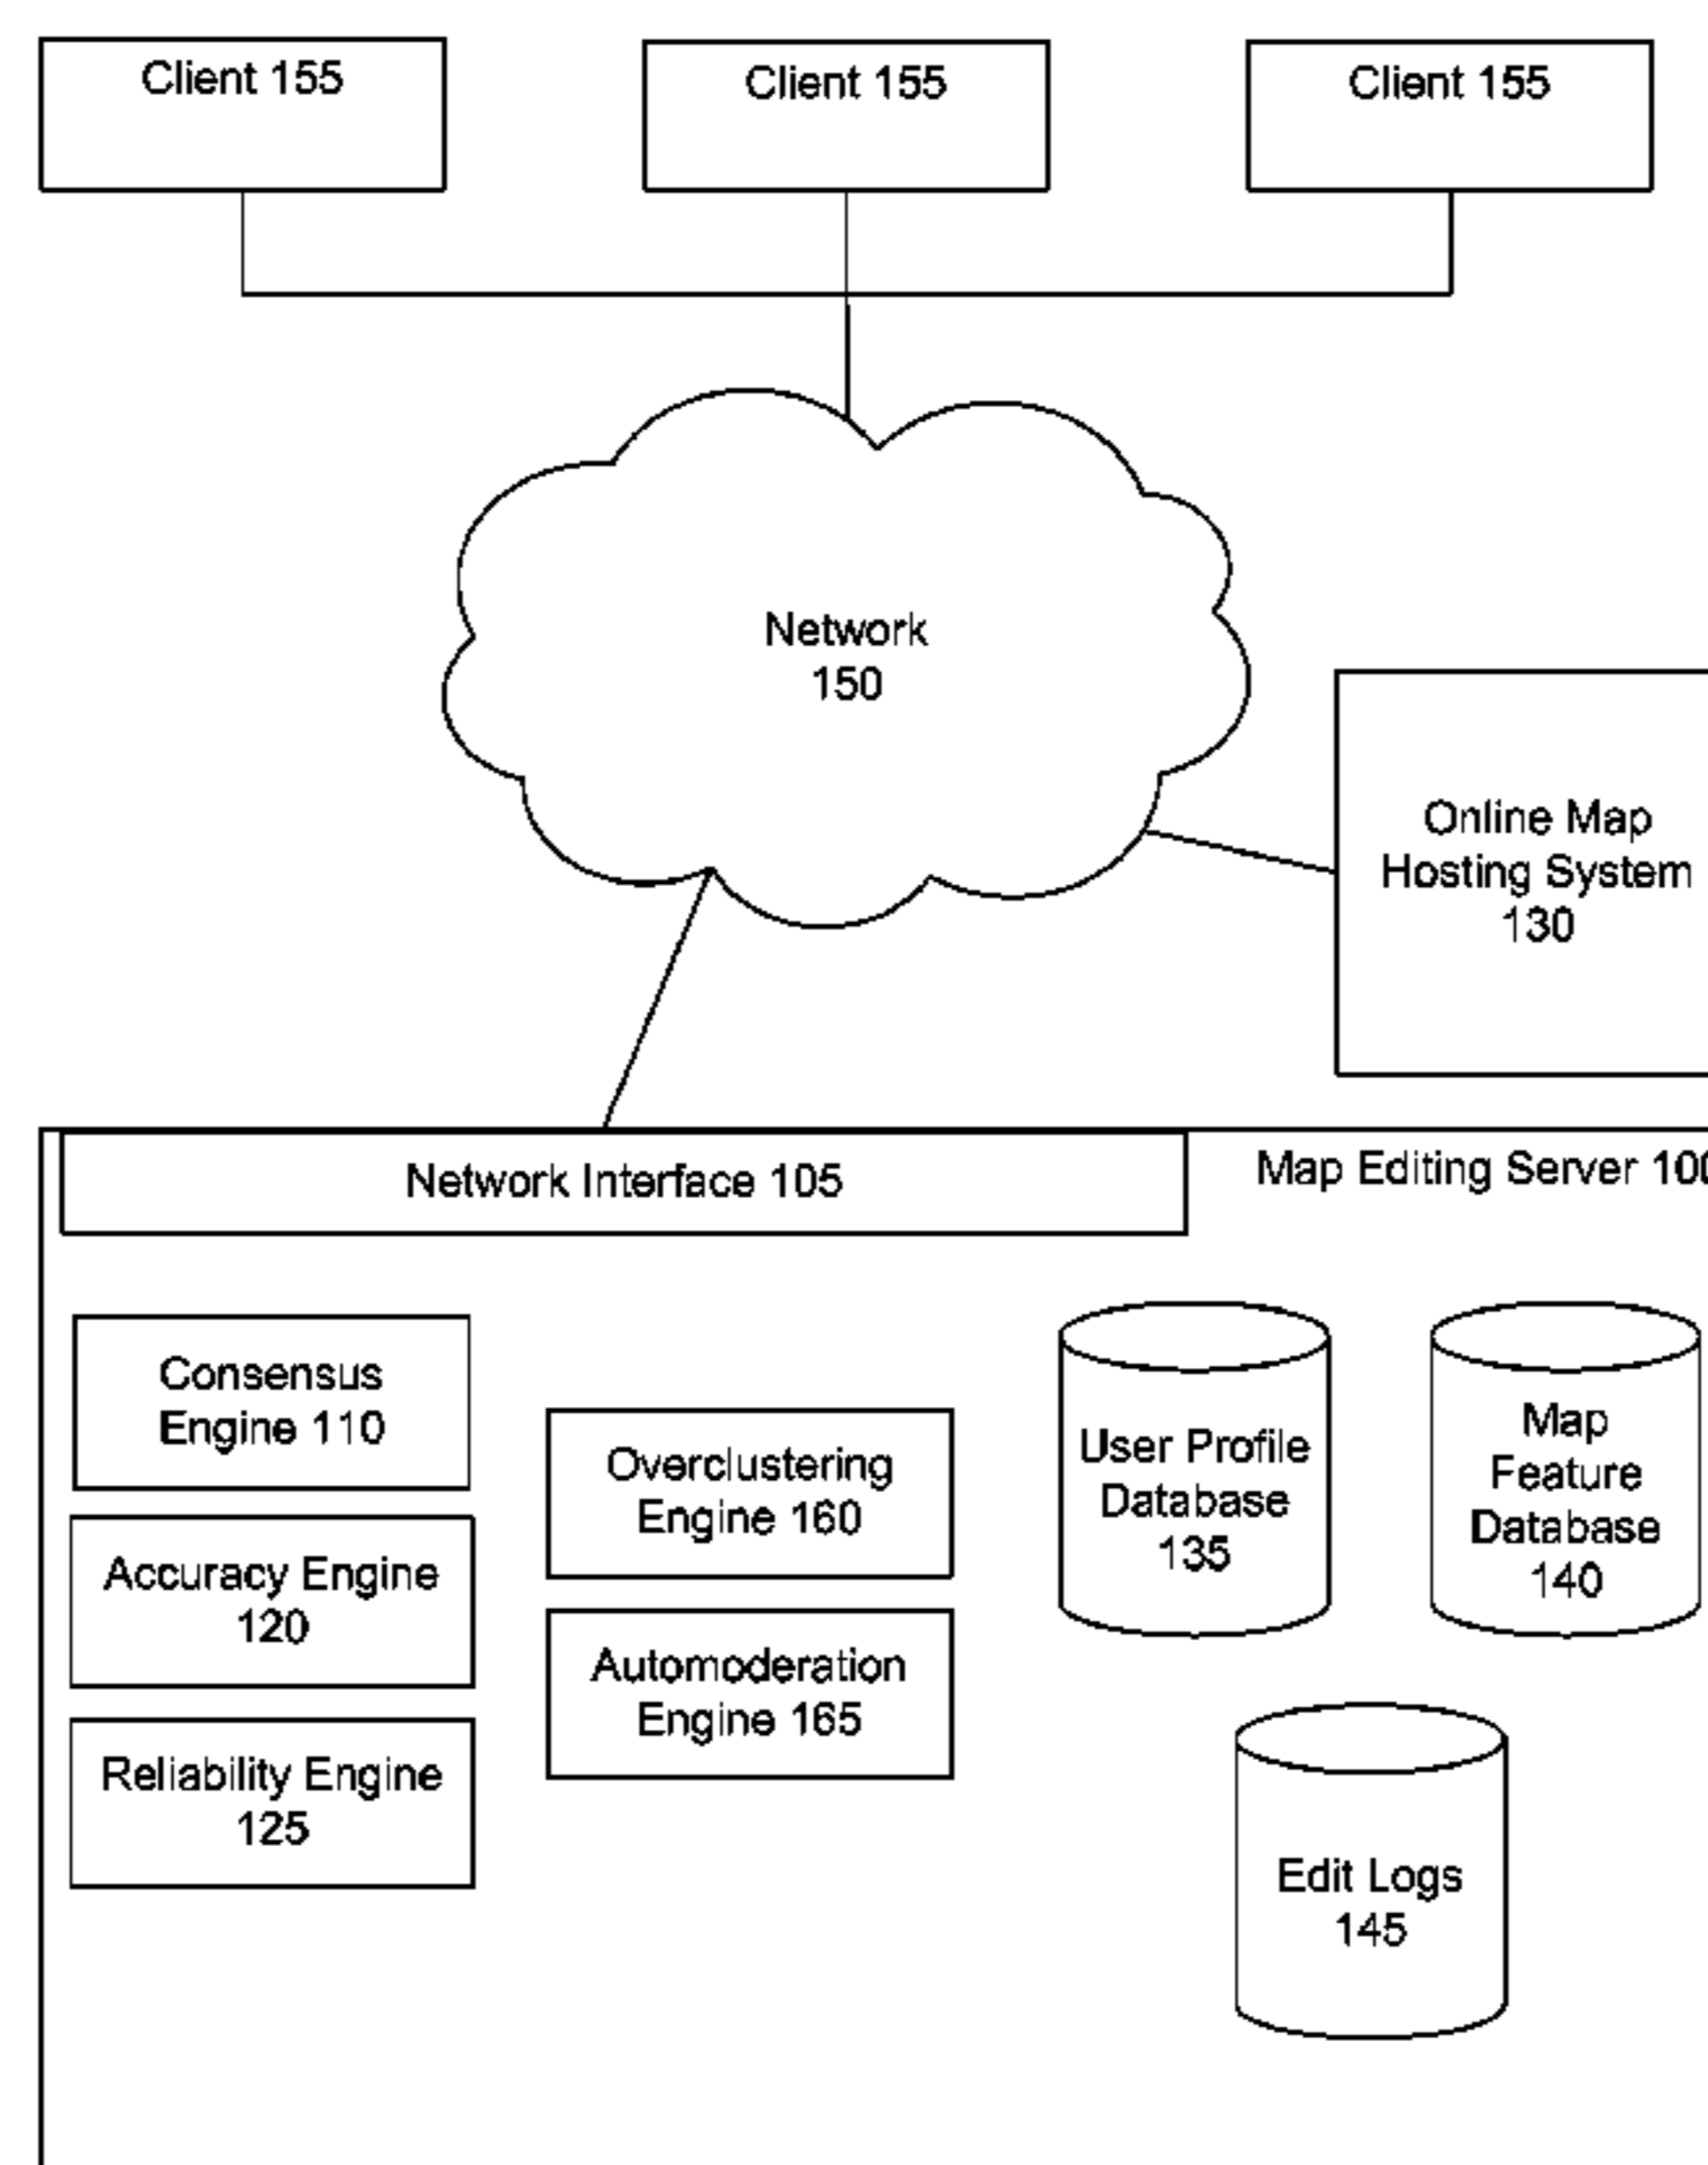 Client 155
Client 155
Client 155
Network
150
Online Map
Hosting System
130
Network Interface 105
Map Editing Server 100
Consensus
Engine 110
Accuracy Engine
120
Reliability Engine
125
Overclustering
Engine 160
Automoderation
Engine 165
User Profile
Database
135
Map
Feature
Database
140
Edit Logs
145